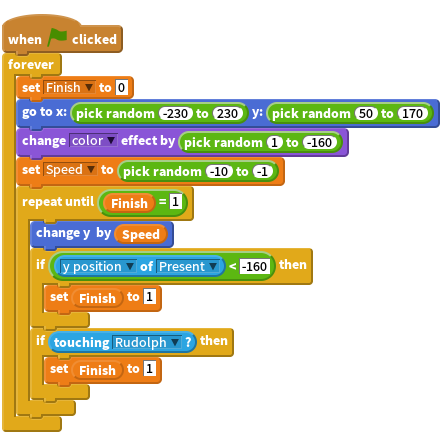 when clicked
forever
set Finish to 0
go to x: pick random -230 to 230 y: pick random 50 to 170
change color effect by pick random 1 to -160
set Speed to pick random -10 to -1
repeat until Finish = 1
change y by Speed
if y position of Present < -160 then
set Finish to 1
if touching Rudolph ? then
set Finish to 1